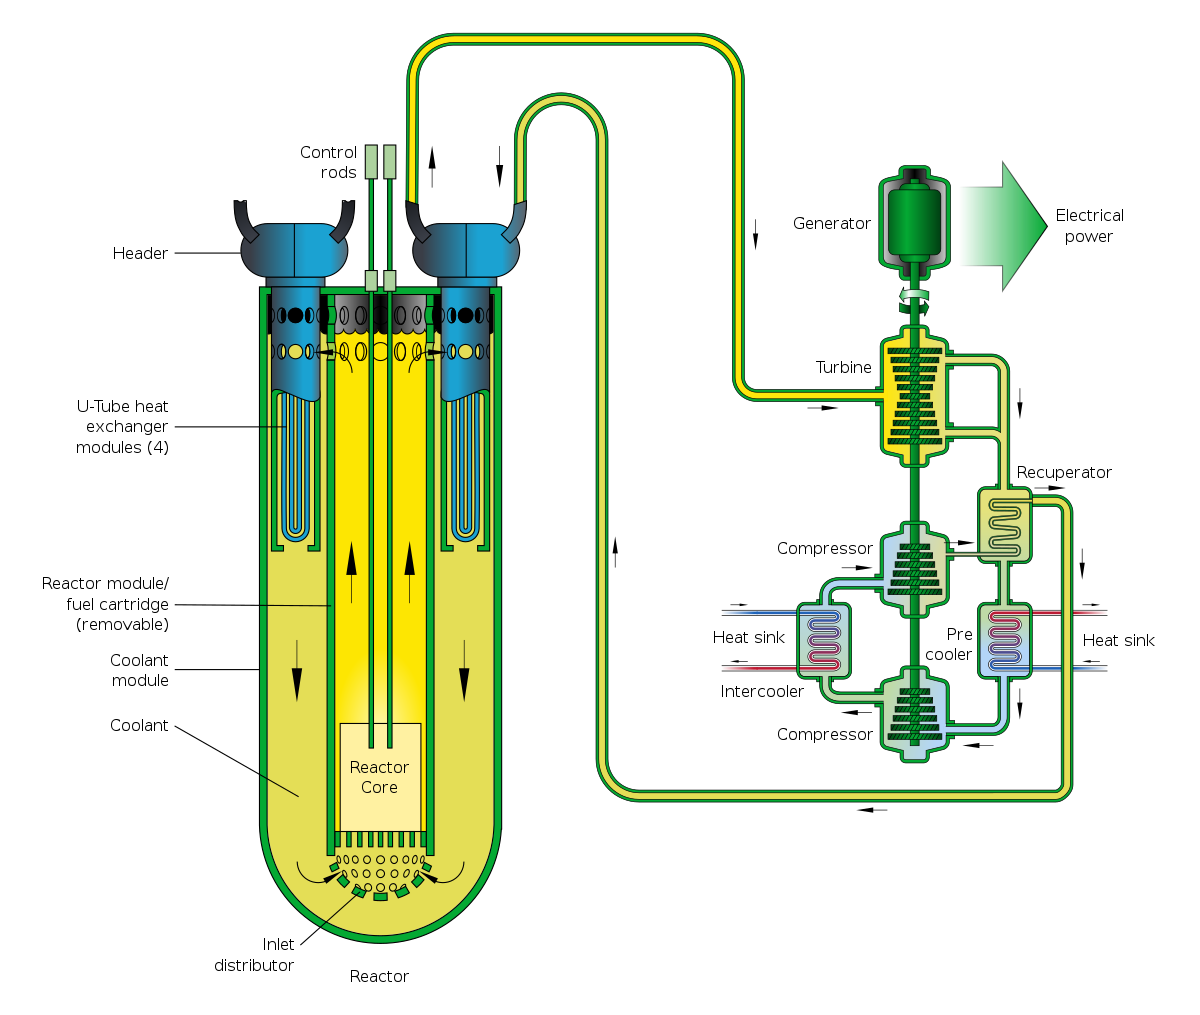 Control
rods
Header
U-Tube heat
exchanger
modules (4)
Reactor module/
fuel cartridge
(removable)
Coolant
module
Coolant
Reactor
Core
Inlet
distributor
Reactor
Generator
Electrical
power
Turbine
Recuperator
Compressor
Heat sink
Pre
cooler
Heat sink
Intercooler
Compressor